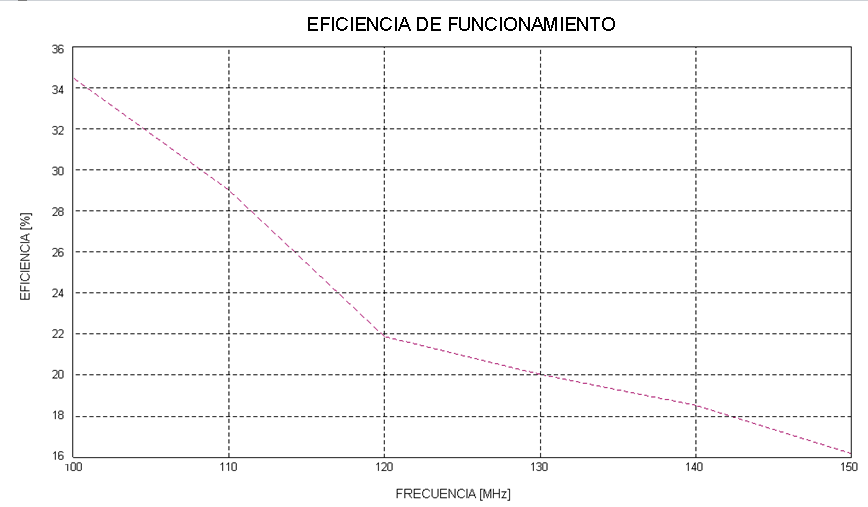 EFICIENCIA DE FUNCIONAMIENTO
36
34
32
30
28
26
24
22
20
18
16
EFICIENCIA [%]
100 110 120 130 140 150
FRECUENCIA [MHz]